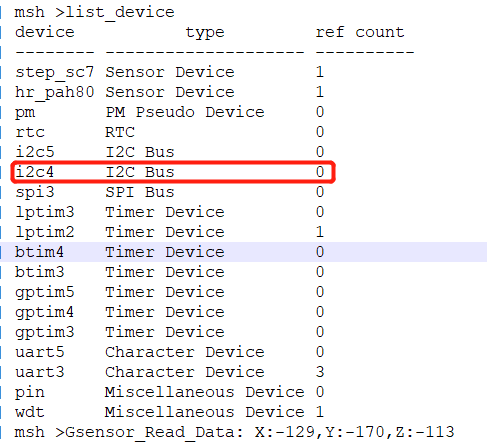 msh >list_device
device type ref count
-------- -------------------- ----------
step_sc7 Sensor Device 1
hr_pah80 Sensor Device 1
pm PM Pseudo Device 0
rtc RTC 0
i2c5 I2C Bus 0
i2c4 I2C Bus 0
spi3 SPI Bus 0
lptim3 Timer Device 0
lptim2 Timer Device 1
btim4 Timer Device 0
btim3 Timer Device 0
gptim5 Timer Device 0
gptim4 Timer Device 0
gptim3 Timer Device 0
uart5 Character Device 0
uart3 Character Device 3
pin Miscellaneous Device 0
wdt Miscellaneous Device 1
msh >Gsensor_Read_Data: X:-129,Y:-170,Z:-113